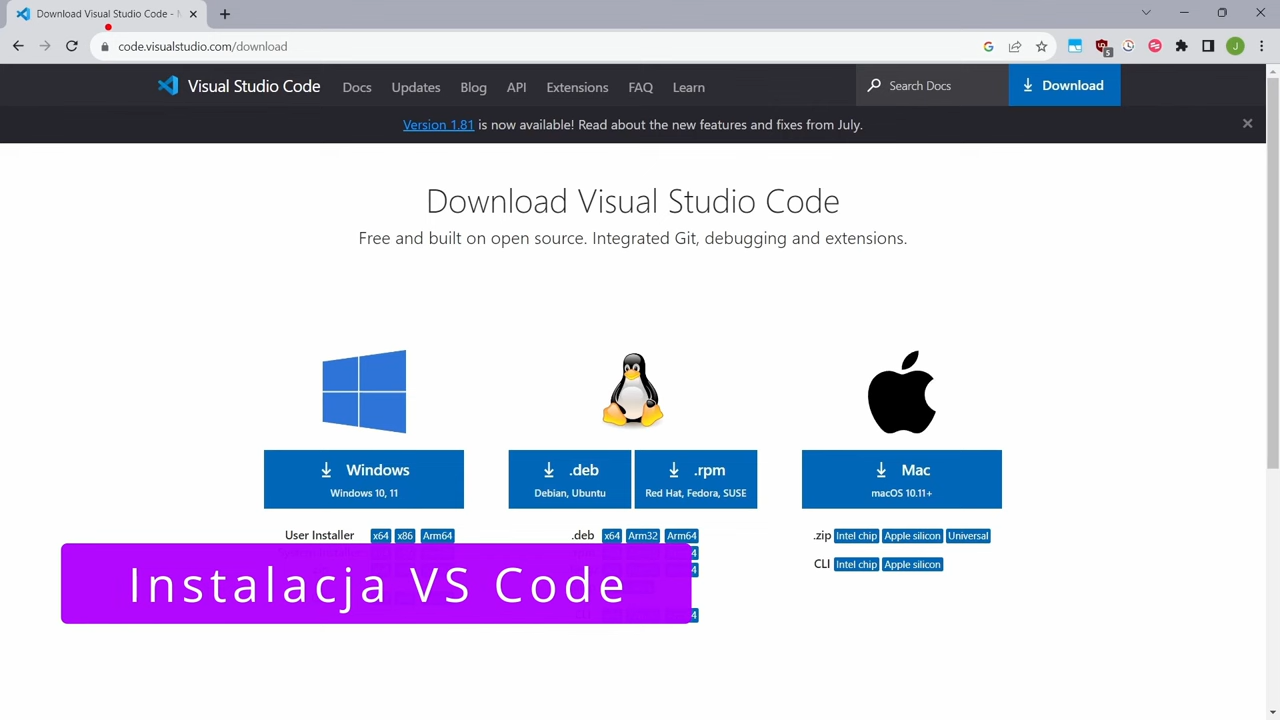 Download Visual Studio Code -
code.visualstudio.com/download
5
J
Visual Studio Code
Docs
Updates
Blog
API
Extensions
FAQ
Learn
Search Docs
Download
Version 1.81 is now available! Read about the new features and fixes from July.
Download Visual Studio Code
Free and built on open source. Integrated Git, debugging and extensions.
Windows
Windows 10, 11
.deb
Debian, Ubuntu
.rpm
Red Hat, Fedora, SUSE
Mac
macOS 10.11+
User Installer x64 x86 Arm64
.deb x64 Arm32 Arm64
.zip Intel chip Apple silicon Universal
CLI Intel chip Apple silicon
Instalacja VS Code